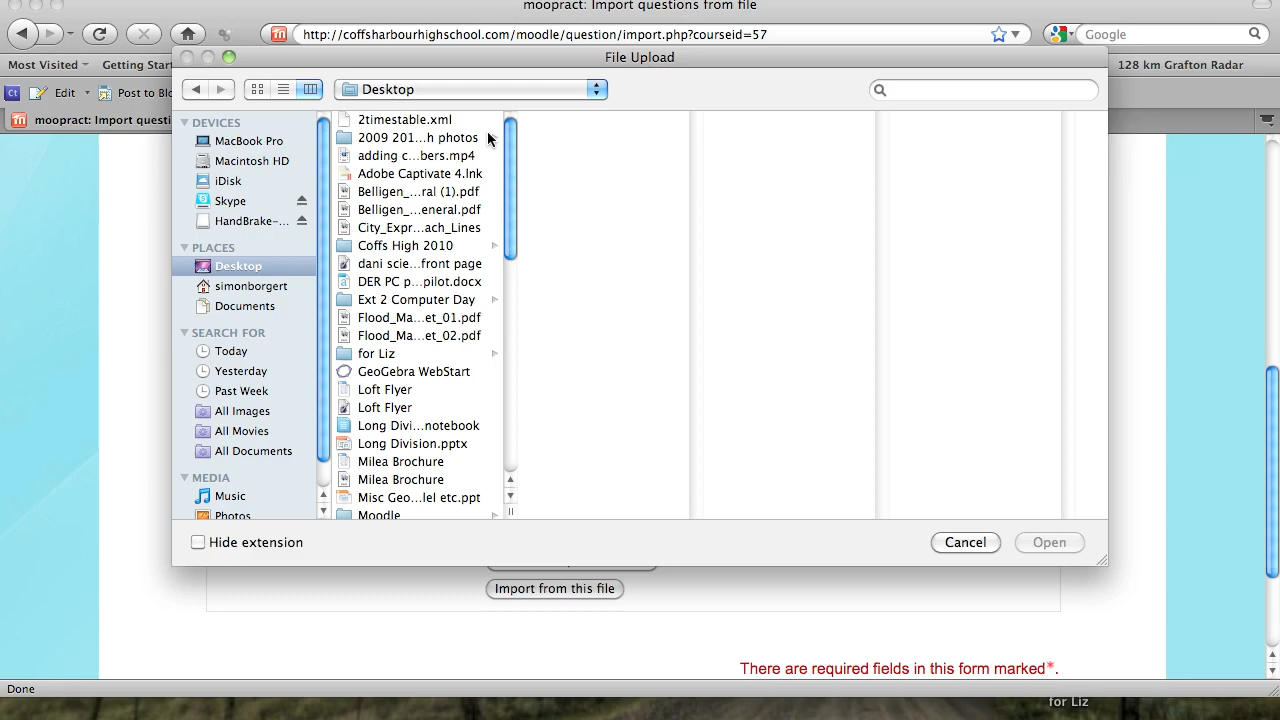 moopract: Import questions from file
http://coffsharbourhighschool.com/moodle/question/import.php?courseid=57
Google
Most Visited
Getting Star
128 km Grafton Radar
Ct
Edit
Post to Blo
moopract: Import questi
File Upload
Desktop
DEVICES
MacBook Pro
Macintosh HD
iDisk
Skype
HandBrake-...
PLACES
Desktop
simonborgert
Documents
SEARCH FOR
Today
Yesterday
Past Week
All Images
All Movies
All Documents
MEDIA
Music
Photos
2timestable.xml
2009 201...h photos
adding c...bers.mp4
Adobe Captivate 4.lnk
Belligen_...ral (1).pdf
Belligen_...eneral.pdf
City_Expr...ach_Lines
Coffs High 2010
dani scie...front page
DER PC p...pilot.docx
Ext 2 Computer Day
Flood_Ma...et_01.pdf
Flood_Ma...et_02.pdf
for Liz
GeoGebra WebStart
Loft Flyer
Loft Flyer
Long Divi...notebook
Long Division.pptx
Milea Brochure
Milea Brochure
Misc Geo...lel etc.ppt
Moodle
Hide extension
Cancel
Open
Import from this file
There are required fields in this form marked*.
Done
for Liz